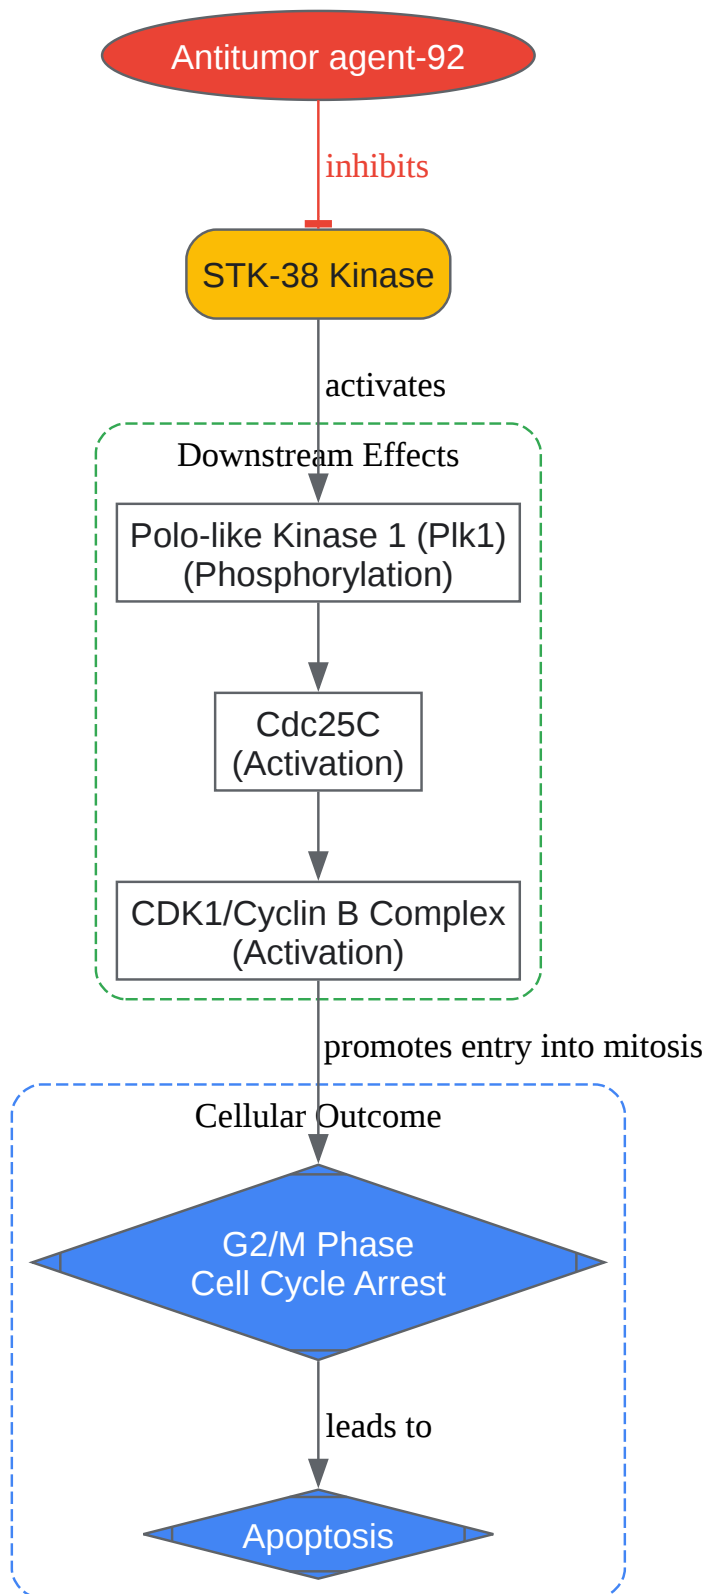 Antitumor agent-92
inhibits
STK-38 Kinase
activates
Downstream Effects
Polo-like Kinase 1 (Plk1)
(Phosphorylation)
Cdc25C
(Activation)
CDK1/Cyclin B Complex
(Activation)
promotes entry into mitosis
Cellular Outcome
G2/M Phase
Cell Cycle Arrest
leads to
Apoptosis